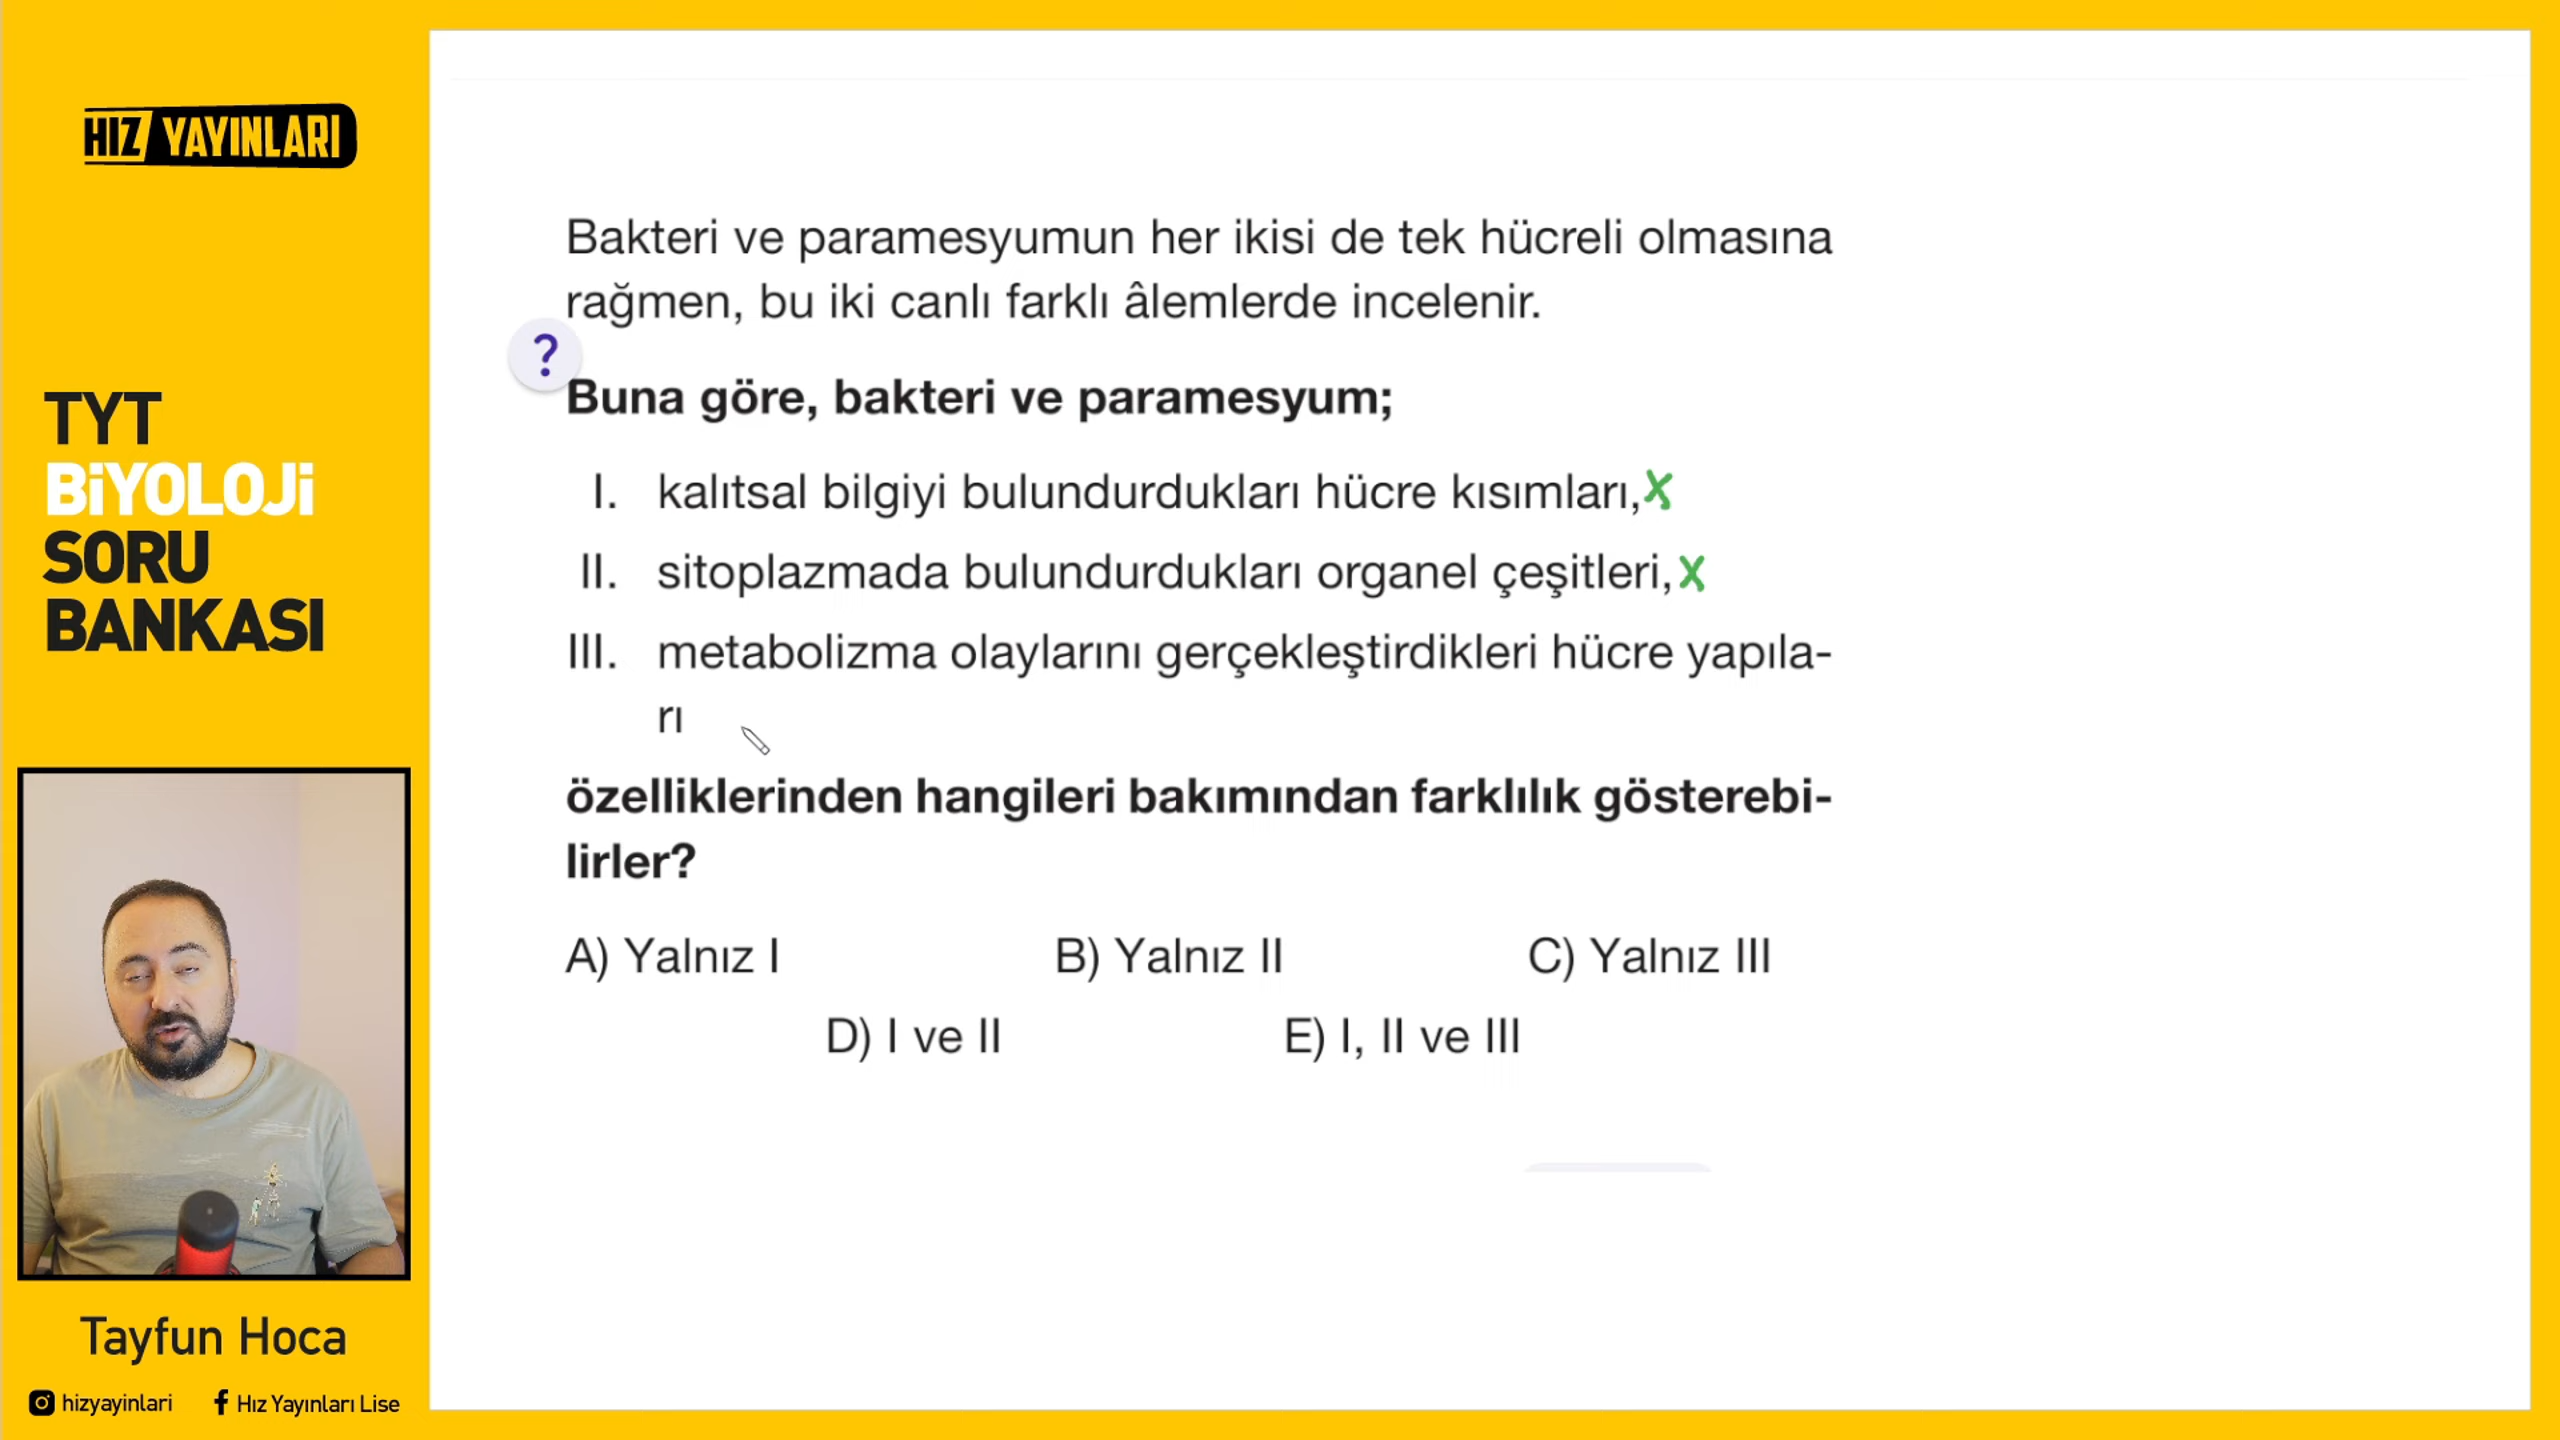 HIZ YAYINLARI
TYT
BiYOLOJi
SORU
BANKASI
Tayfun Hoca
hizyayinlari
Hız Yayınları Lise
Bakteri ve paramesyumun her ikisi de tek hücreli olmasına
rağmen, bu iki canlı farklı âlemlerde incelenir.
?
Buna göre, bakteri ve paramesyum;
I. kalıtsal bilgiyi bulundurdukları hücre kısımları,X
II. sitoplazmada bulundurdukları organel çeşitleri,X
III. metabolizma olaylarını gerçekleştirdikleri hücre yapıla-
rı
özelliklerinden hangileri bakımından farklılık gösterebi-
lirler?
A) Yalnız I B) Yalnız II C) Yalnız III
D) I ve II E) I, II ve III